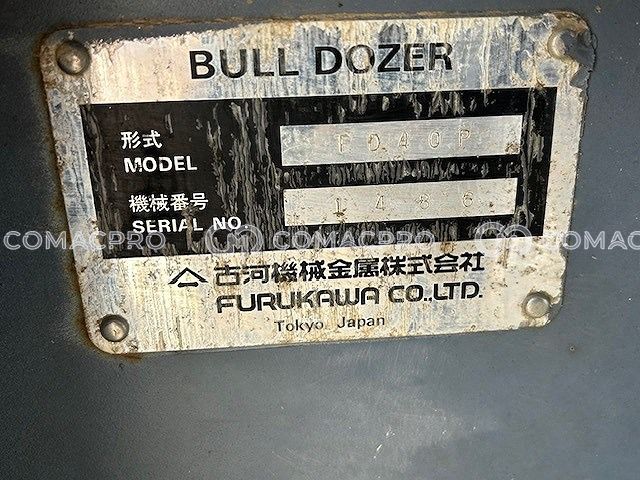 BULL DOZER
形式 FD40P
MODEL
機械番号 1486
SERIAL NO.
COMACPRO COMACPRO COMAC
古河機械金属株式会社
FURUKAWA CO.,LTD.
Tokyo Japan